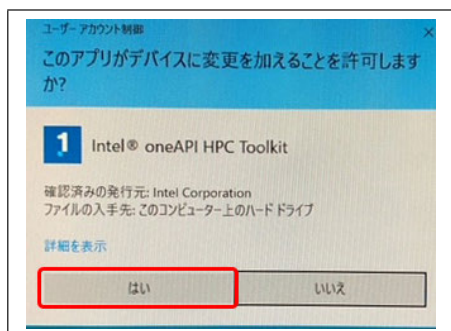 ユーザー アカウント制御
×
このアプリがデバイスに変更を加えることを許可します
か?
1
Intel® oneAPI HPC Toolkit
確認済みの発行元: Intel Corporation
ファイルの入手先: このコンピューター上のハード ドライブ
詳細を表示
はい
いいえ